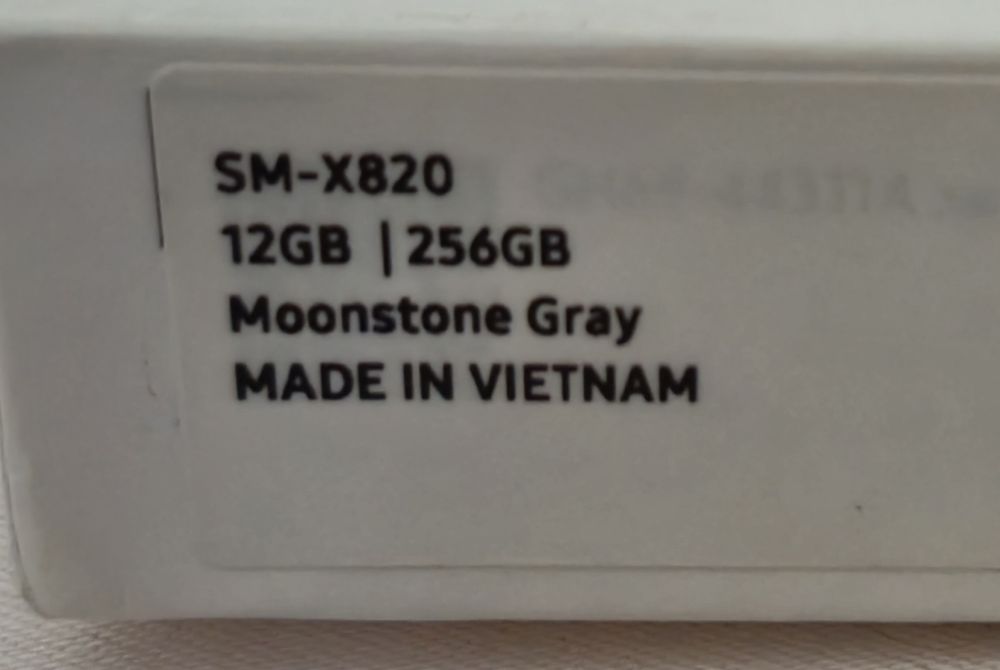 SM-X820
12GB | 256GB
Moonstone Gray
MADE IN VIETNAM